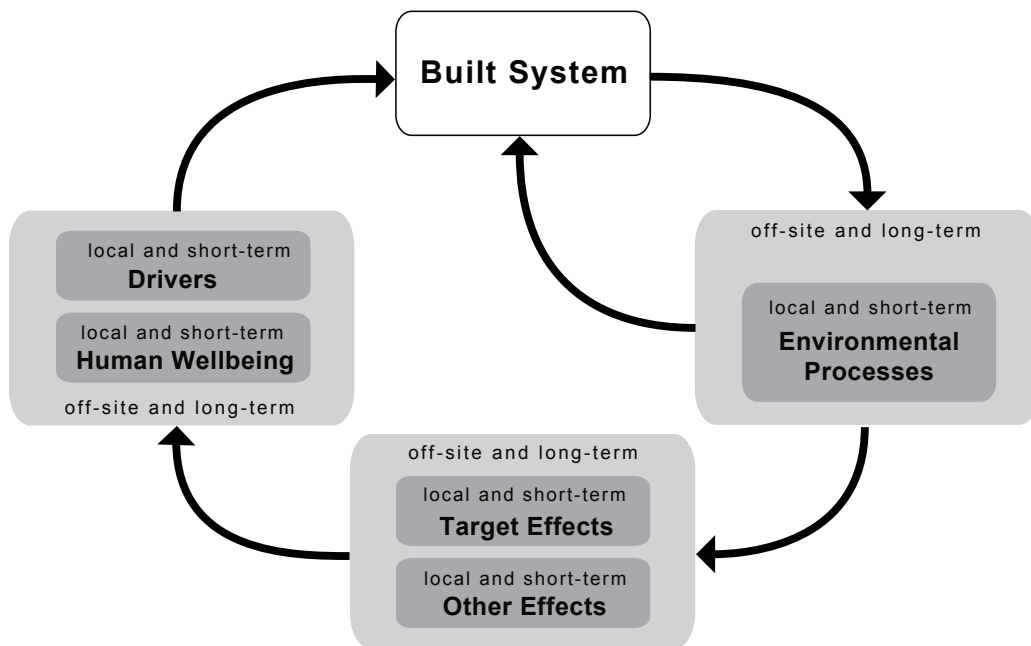 Built System
local and short-term
Drivers
local and short-term
Human Wellbeing
off-site and long-term
off-site and long-term
local and short-term
Environmental
Processes
off-site and long-term
local and short-term
Target Effects
local and short-term
Other Effects